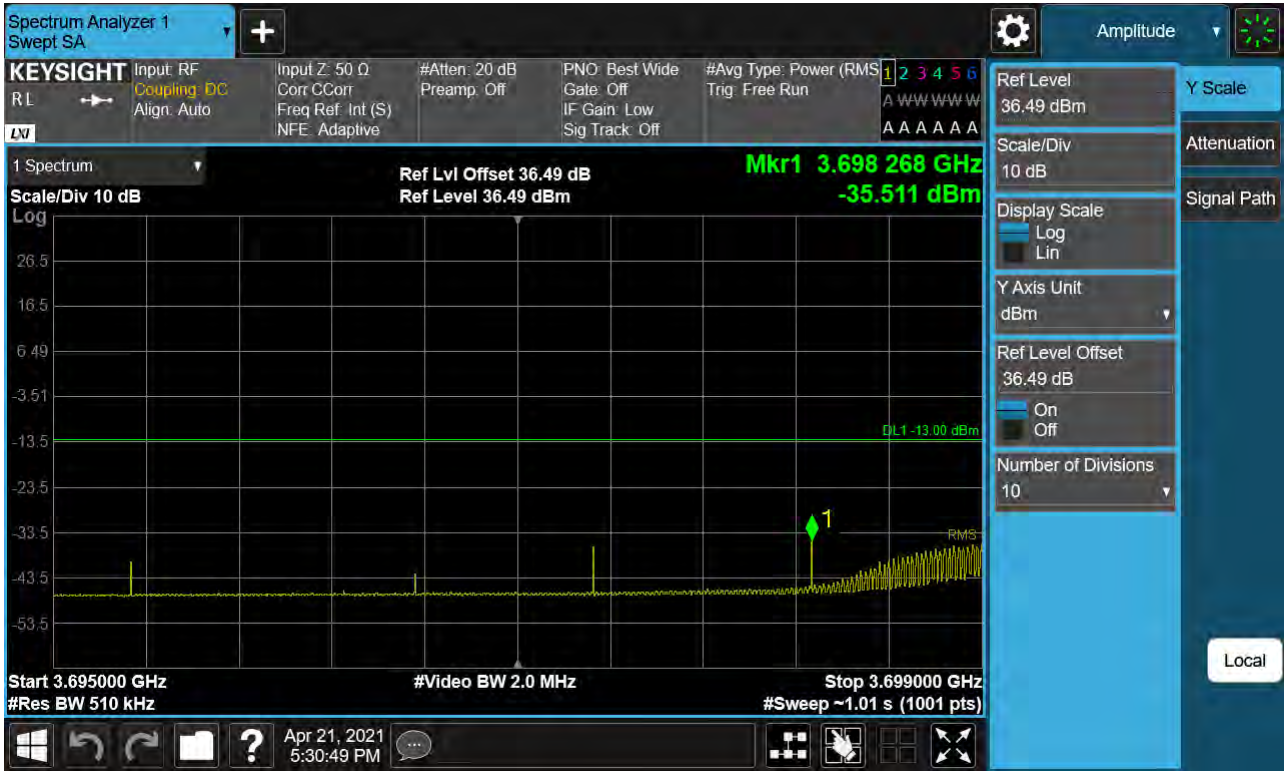 Spectrum Analyzer 1
Swept SA
Amplitude
KEYSIGHT
R L
LXI
Input: RF
Coupling: DC
Align: Auto
Input Z: 50 Ω
Corr CCorr
Freq Ref: Int (S)
NFE: Adaptive
#Atten: 20 dB
Preamp: Off
PNO: Best Wide
Gate: Off
IF Gain: Low
Sig Track: Off
#Avg Type: Power (RMS
Trig: Free Run
1 2 3 4 5 6
A W W W W W
A A A A A A
1 Spectrum
Scale/Div 10 dB
Ref Lvl Offset 36.49 dB
Ref Level 36.49 dBm
Mkr1 3.698 268 GHz
-35.511 dBm
Log
26.5
16.5
6.49
-3.51
-13.5
-23.5
-33.5
-43.5
-53.5
DL1 -13.00 dBm
1
RMS
Start 3.695000 GHz
#Res BW 510 kHz
#Video BW 2.0 MHz
Stop 3.699000 GHz
#Sweep ~1.01 s (1001 pts)
Ref Level
36.49 dBm
Scale/Div
10 dB
Display Scale
Log
Lin
Y Axis Unit
dBm
Ref Level Offset
36.49 dB
On
Off
Number of Divisions
10
Y Scale
Attenuation
Signal Path
Local
?
Apr 21, 2021
5:30:49 PM